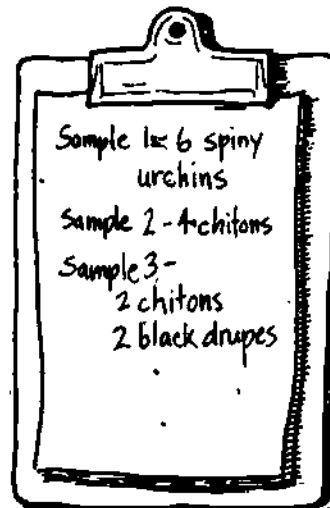 Sample 1= 6 spiny
urchins
Sample 2 - 4 chitons
Sample 3 -
2 chitons
2 black drupes